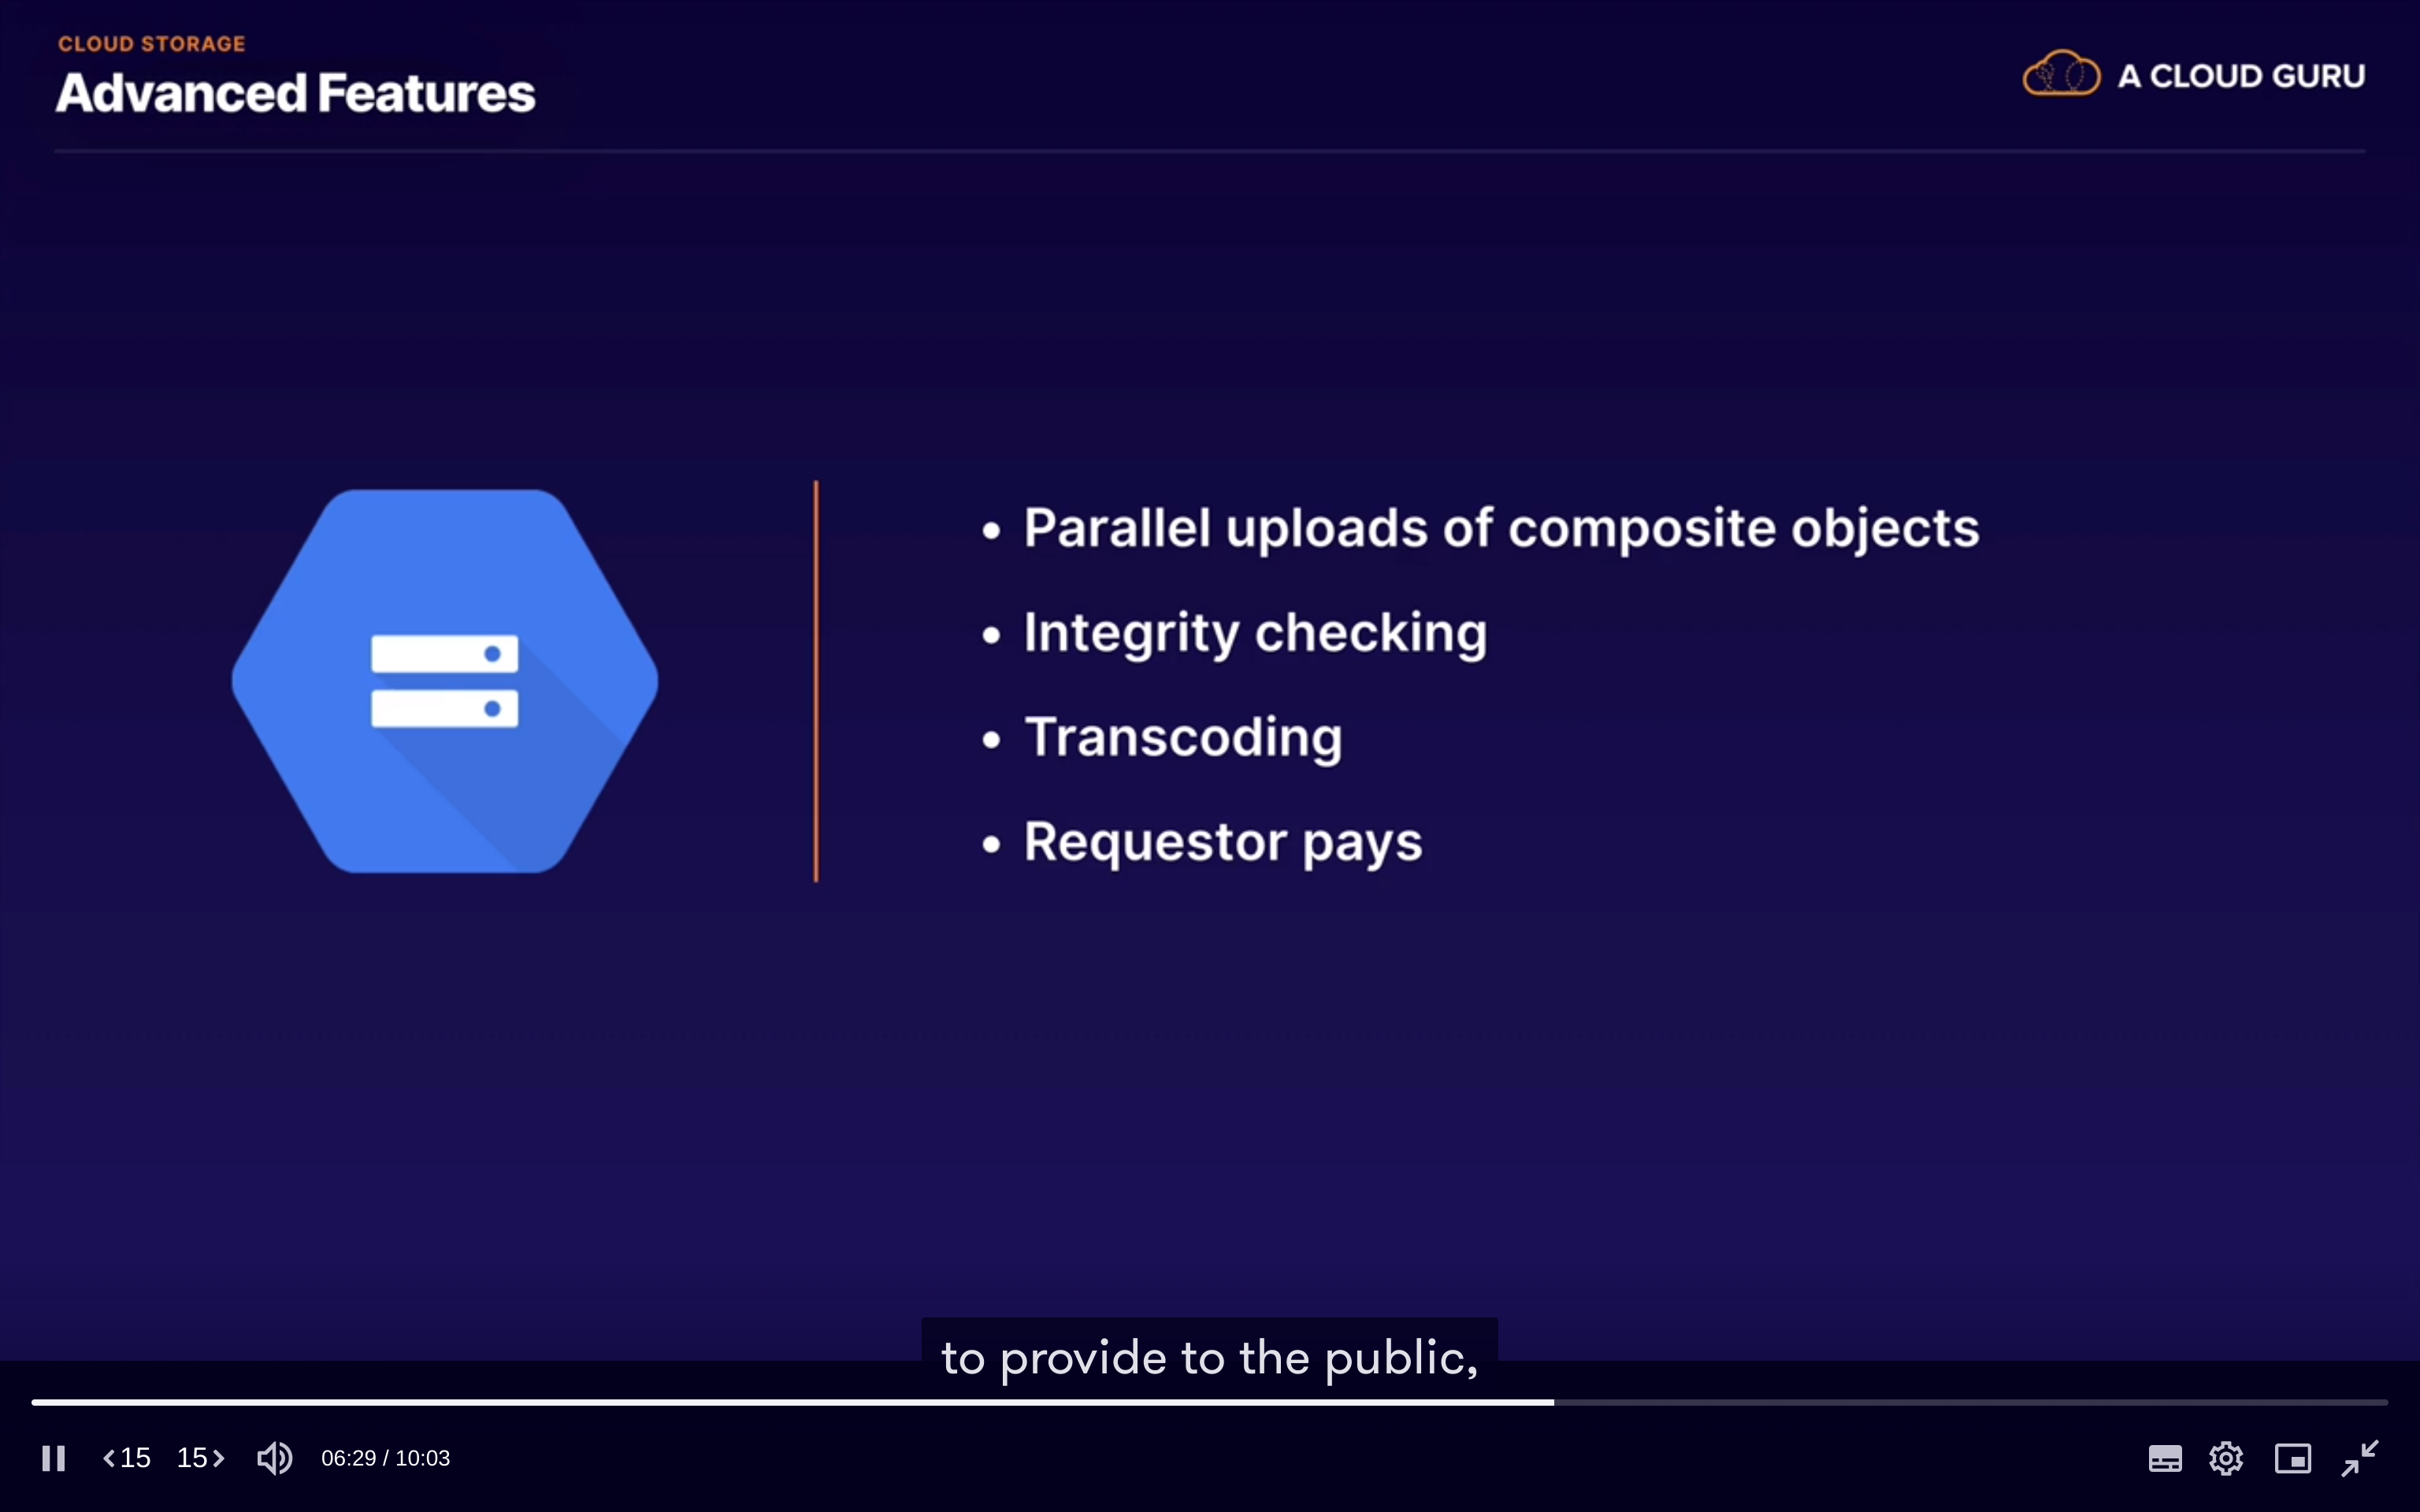 CLOUD STORAGE
Advanced Features
A CLOUD GURU
• Parallel uploads of composite objects
• Integrity checking
• Transcoding
• Requestor pays
to provide to the public,
<15 15> 06:29 / 10:03